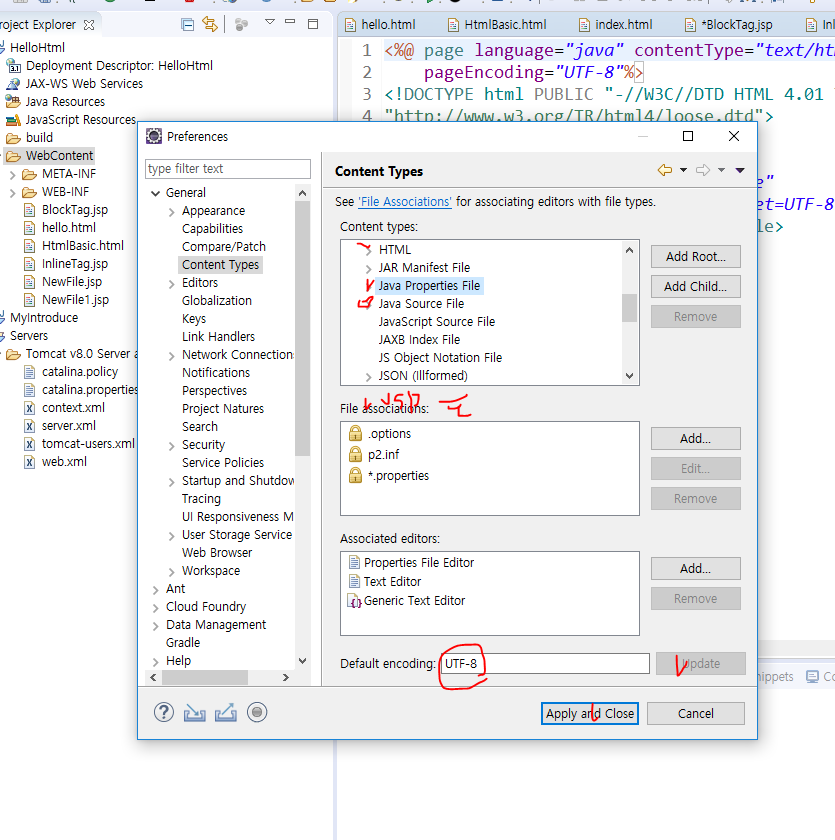 roject Explorer
hello.html
HtmlBasic.html
index.html
*BlockTag.jsp
HelloHtml
Deployment Descriptor: HelloHtml
JAX-WS Web Services
Java Resources
JavaScript Resources
build
WebContent
META-INF
WEB-INF
BlockTag.jsp
hello.html
HtmlBasic.html
InlineTag.jsp
NewFile.jsp
NewFile1.jsp
MyIntroduce
Servers
Tomcat v8.0 Server a
catalina.policy
catalina.properties
context.xml
server.xml
tomcat-users.xml
web.xml
1 <%@ page language="java" contentType="text/ht
2 pageEncoding="UTF-8"%>
3 <!DOCTYPE html PUBLIC "-//W3C//DTD HTML 4.01
4 "http://www.w3.org/TR/html4/loose.dtd">
e"
et=UTF-8
le>
Preferences
type filter text
General
Appearance
Capabilities
Compare/Patch
Content Types
Editors
Globalization
Keys
Link Handlers
Network Connections
Notifications
Perspectives
Project Natures
Search
Security
Service Policies
Startup and Shutdow
Tracing
UI Responsiveness M
User Storage Service
Web Browser
Workspace
Ant
Cloud Foundry
Data Management
Gradle
Help
Content Types
See 'File Associations' for associating editors with file types.
Content types:
HTML
JAR Manifest File
Java Properties File
Java Source File
JavaScript Source File
JAXB Index File
JS Object Notation File
JSON (Illformed)
Add Root...
Add Child...
Remove
File associations:
.options
p2.inf
*.properties
Add...
Edit...
Remove
Associated editors:
Properties File Editor
Text Editor
Generic Text Editor
Add...
Remove
Default encoding: UTF-8
Update
Apply and Close
Cancel
nippets